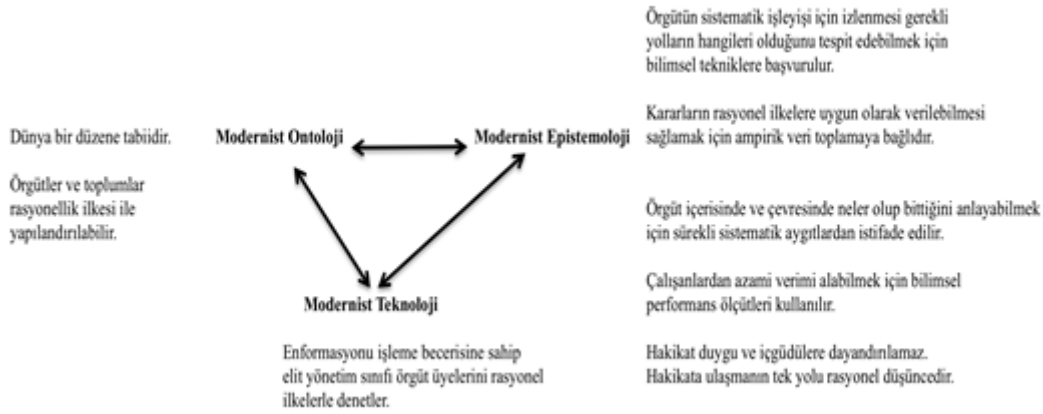 Dünya bir düzene tabiidir.
Örgütler ve toplumlar
rasyonellik ilkesi ile
yapılandırılabilir.
Modernist Ontoloji
Modernist Epistemoloji
Örgütün sistematik işleyişi için izlenmesi gerekli
yolların hangileri olduğunu tespit edebilmek için
bilimsel tekniklere başvurulur.
Kararların rasyonel ilkelere uygun olarak verilebilmesi
sağlamak için ampirik veri toplamaya bağlıdır.
Örgüt içerisinde ve çevresinde neler olup bittiğini anlayabilmek
için sürekli sistematik aygıtlardan istifade edilir.
Çalışanlardan azami verimi alabilmek için bilimsel
performans ölçütleri kullanılır.
Hakikat duygu ve içgüdülere dayandırılamaz.
Hakikata ulaşmanın tek yolu rasyonel düşüncedir.
Modernist Teknoloji
Enformasyonu işleme becerisine sahip
elit yönetim sınıfı örgüt üyelerini rasyonel
ilkelerle denetler.